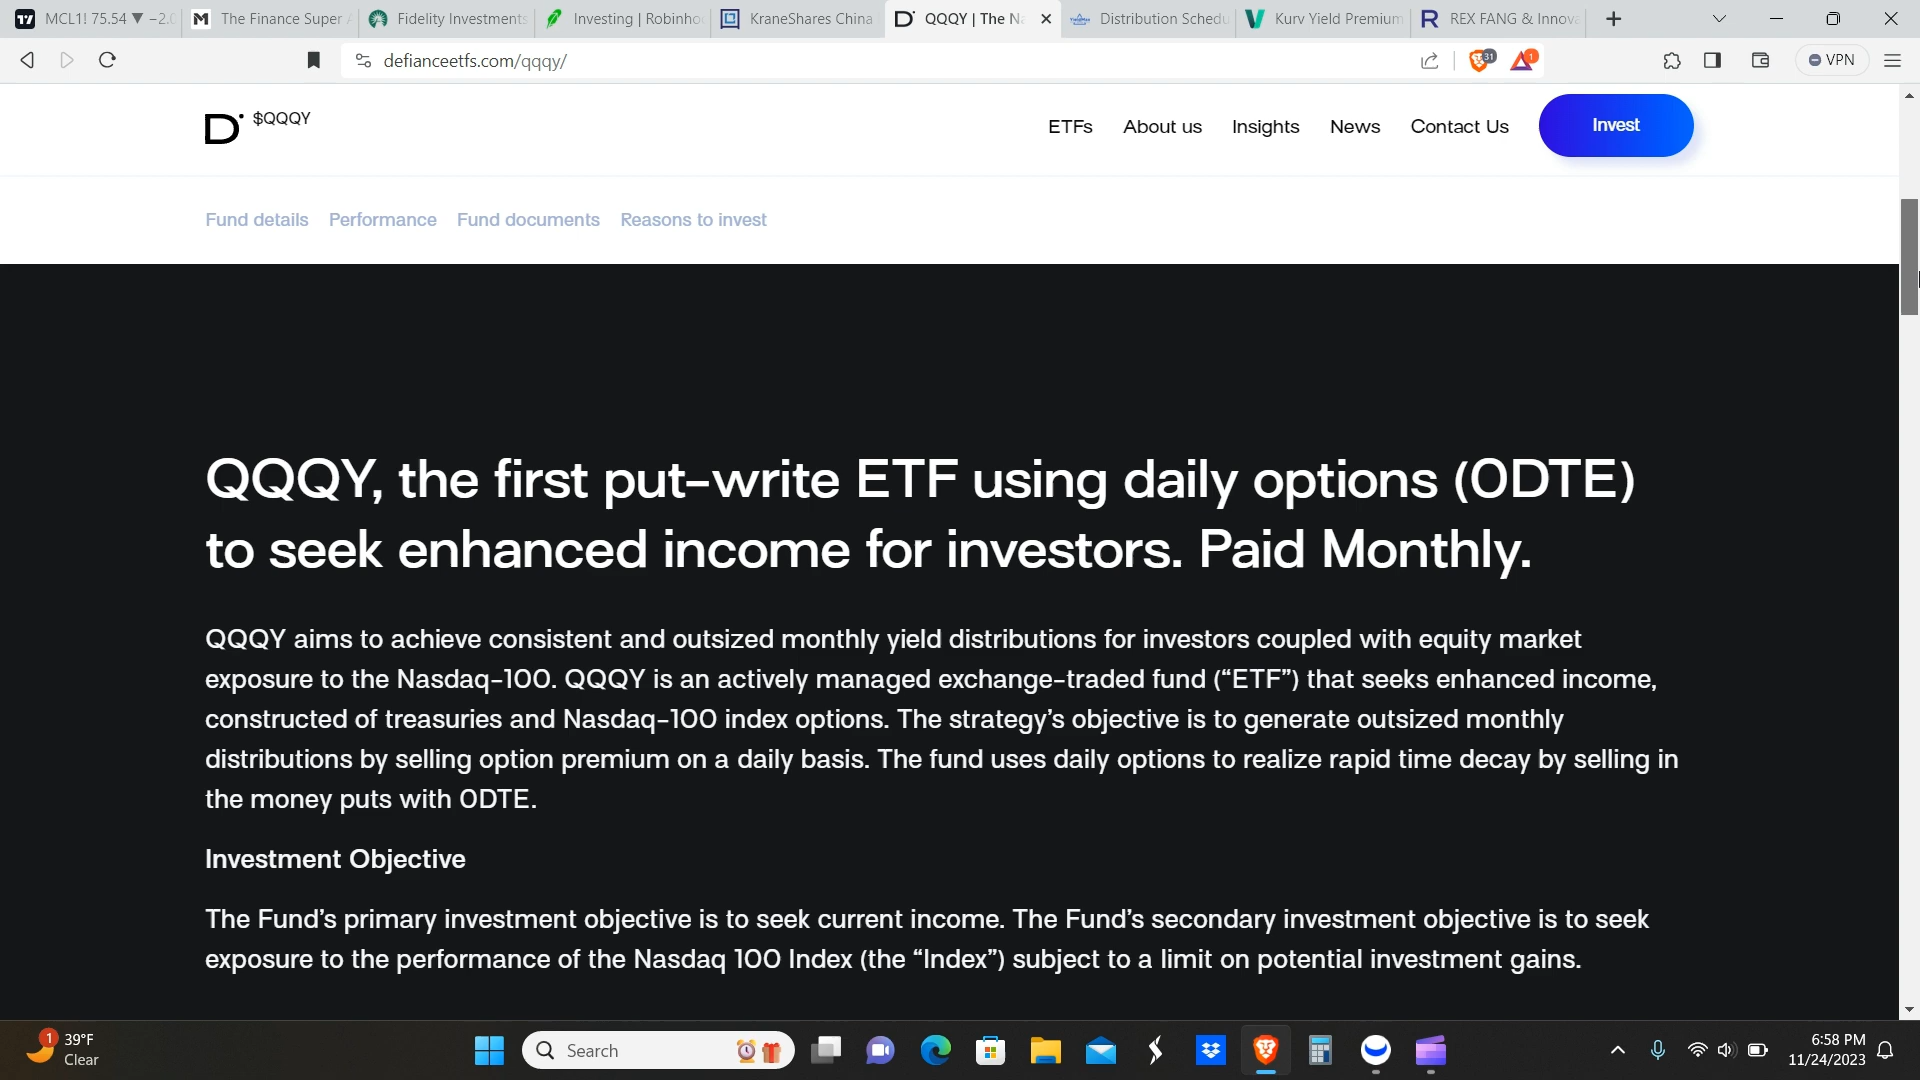 MCL1! 75.54 ▼ −2.0
The Finance Super A
Fidelity Investments
Investing | Robinho
KraneShares China
QQQY | The Na
Distribution Schedu
Kurv Yield Premium
REX FANG & Innova
defianceetfs.com/qqqy/
31
1
VPN
$QQQY
ETFs
About us
Insights
News
Contact Us
Invest
Fund details
Performance
Fund documents
Reasons to invest
QQQY, the first put-write ETF using daily options (0DTE)
to seek enhanced income for investors. Paid Monthly.
QQQY aims to achieve consistent and outsized monthly yield distributions for investors coupled with equity market
exposure to the Nasdaq-100. QQQY is an actively managed exchange-traded fund (“ETF”) that seeks enhanced income,
constructed of treasuries and Nasdaq-100 index options. The strategy’s objective is to generate outsized monthly
distributions by selling option premium on a daily basis. The fund uses daily options to realize rapid time decay by selling in
the money puts with 0DTE.
Investment Objective
The Fund’s primary investment objective is to seek current income. The Fund’s secondary investment objective is to seek
exposure to the performance of the Nasdaq 100 Index (the “Index”) subject to a limit on potential investment gains.
1
39°F
Clear
Search
6:58 PM
11/24/2023